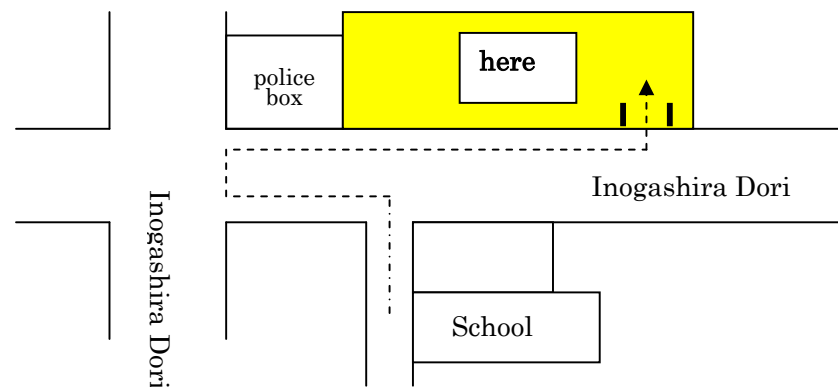 police
box
here
Inogashira Dori
Inogashira Dori
School